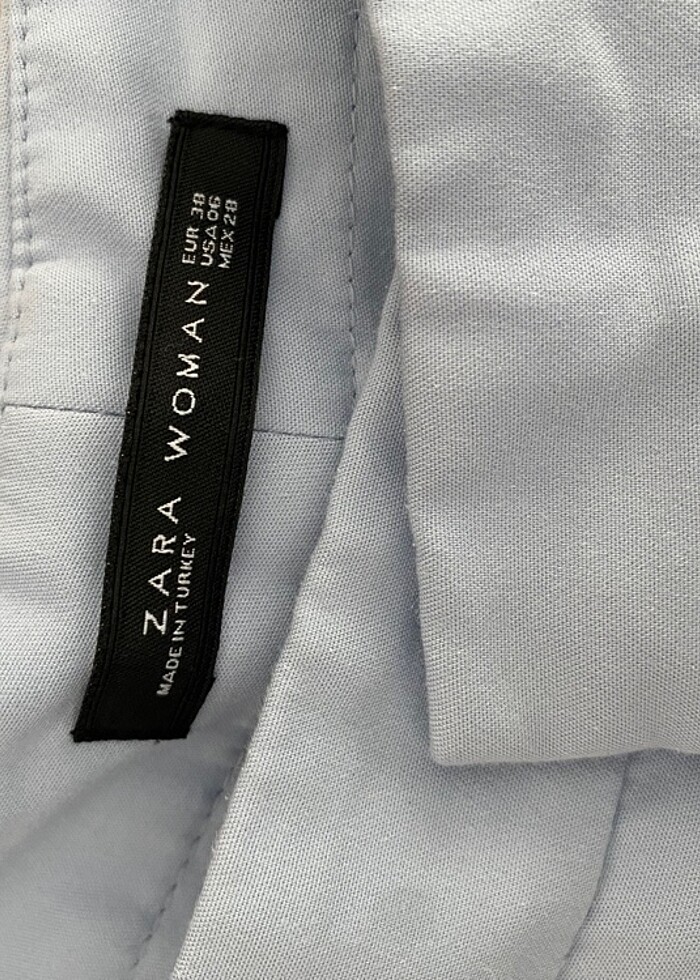 ZARA WOMAN
EUR 38
USA 06
MEX 28
MADE IN TURKEY